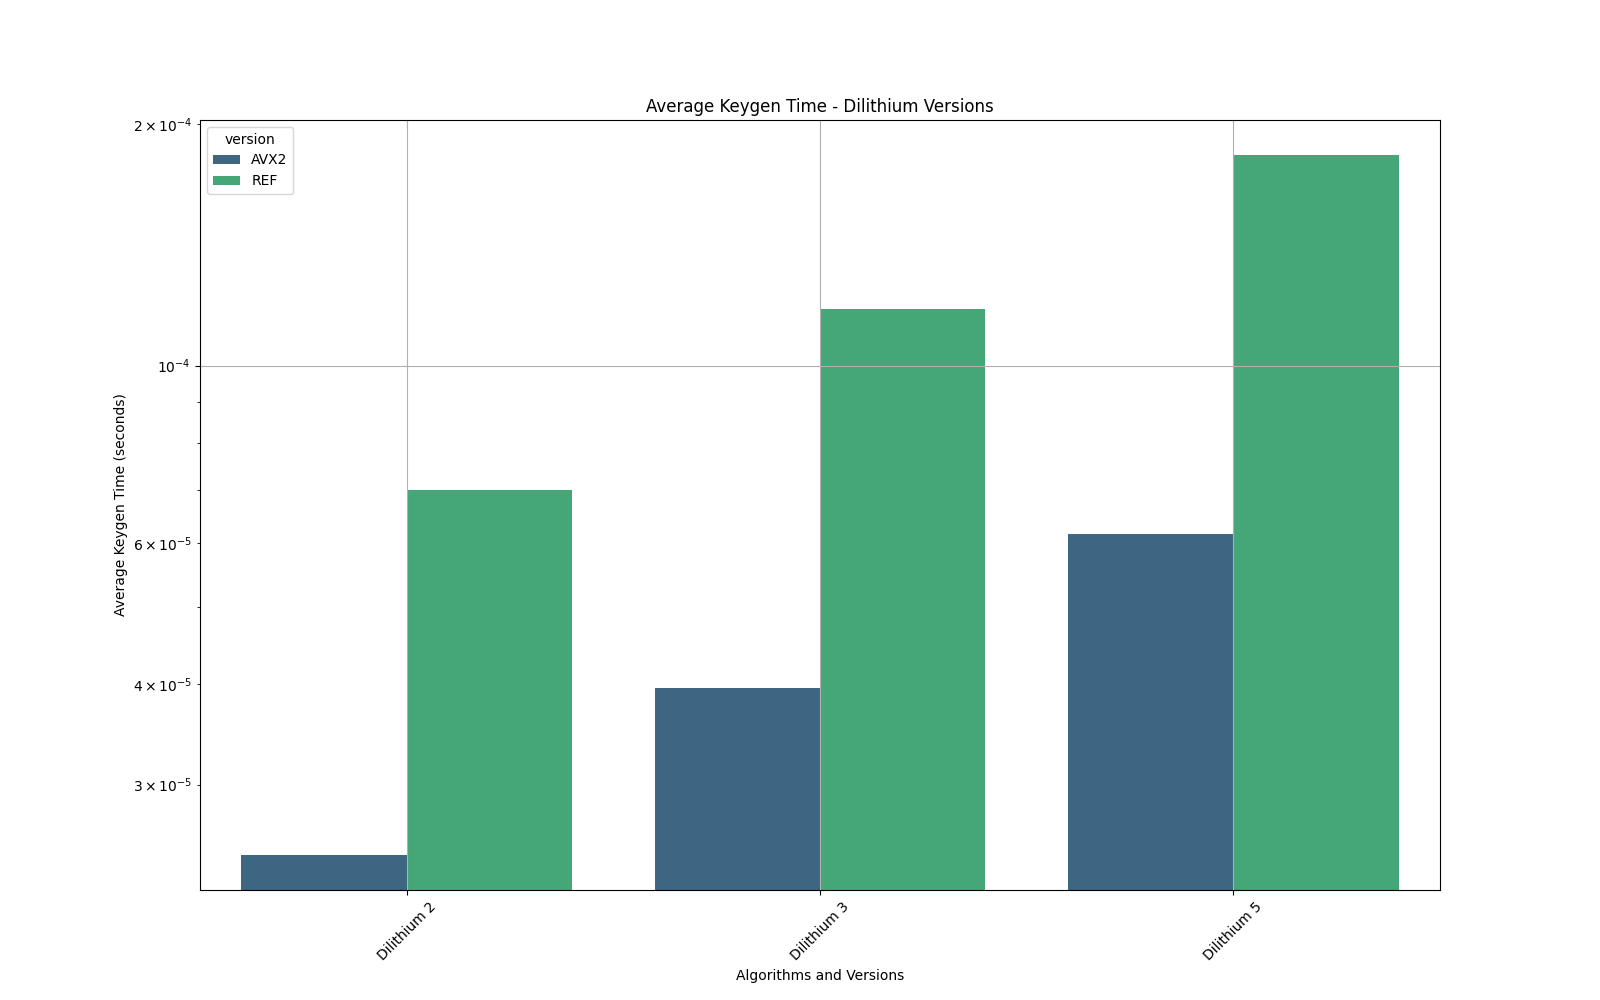 Average Keygen Time - Dilithium Versions
version
AVX2
REF
2 × 10⁻⁴
10⁻⁴
6 × 10⁻⁵
4 × 10⁻⁵
3 × 10⁻⁵
Average Keygen Time (seconds)
Dilithium 2
Dilithium 3
Dilithium 5
Algorithms and Versions